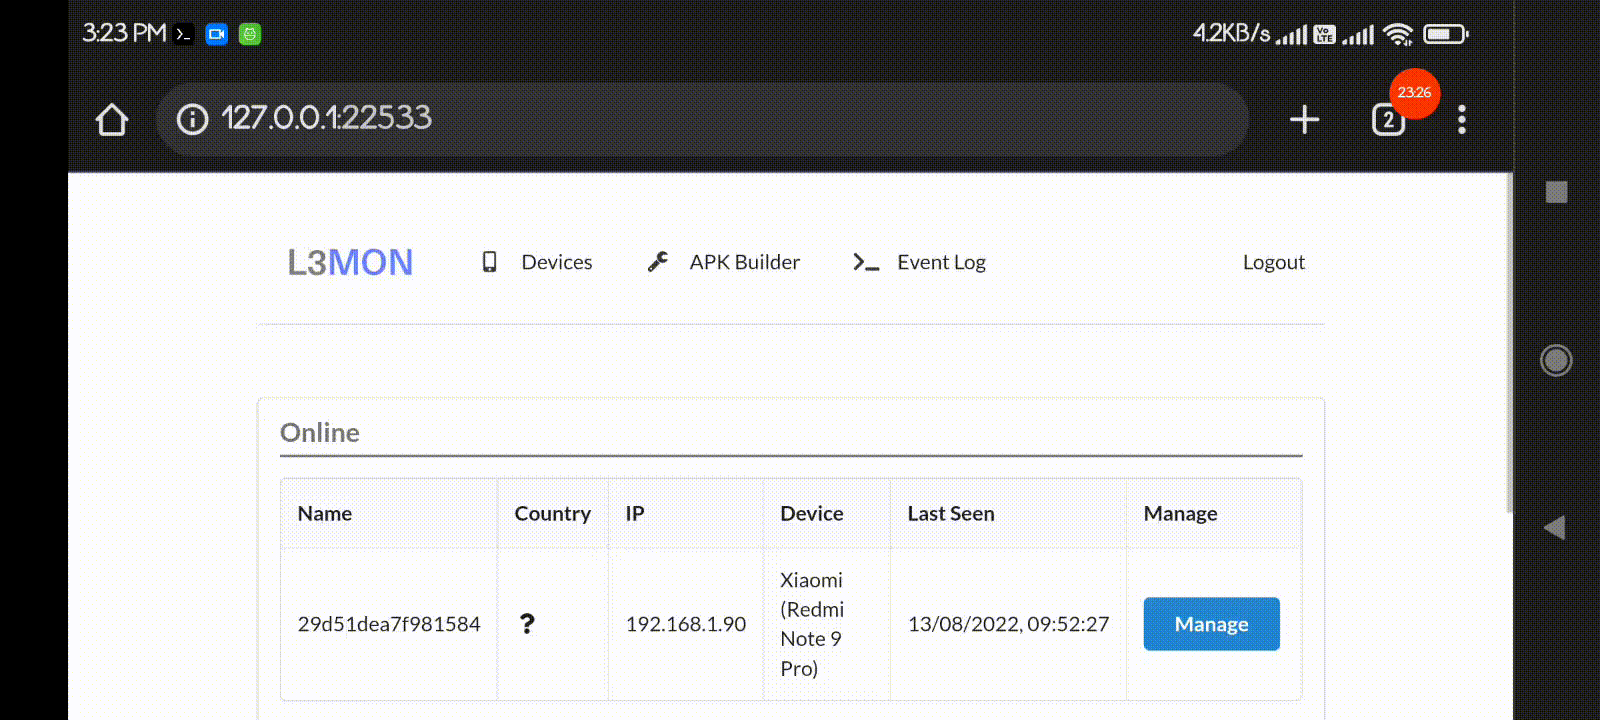 3:23 PM
4.2KB/s Vo LTE
127.0.0.1:22533
2
23:26
L3MON Devices APK Builder Event Log Logout
Online
Name Country IP Device Last Seen Manage
29d51dea7f981584 ? 192.168.1.90 Xiaomi (Redmi Note 9 Pro) 13/08/2022, 09:52:27 Manage